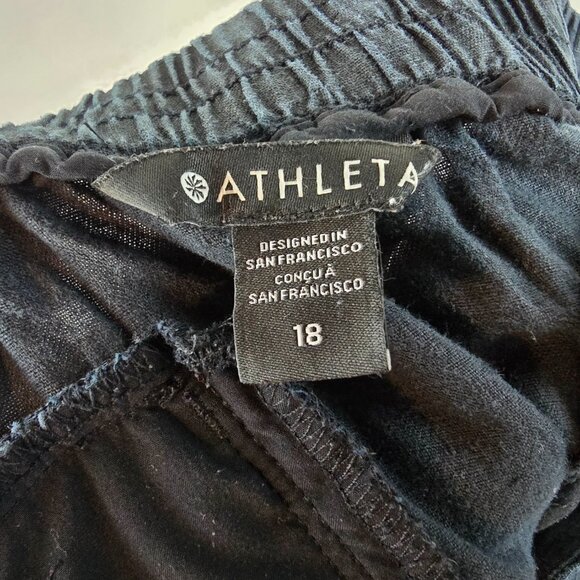 ATHLETA
DESIGNED IN
SAN FRANCISCO
CONÇU À
SAN FRANCISCO
18